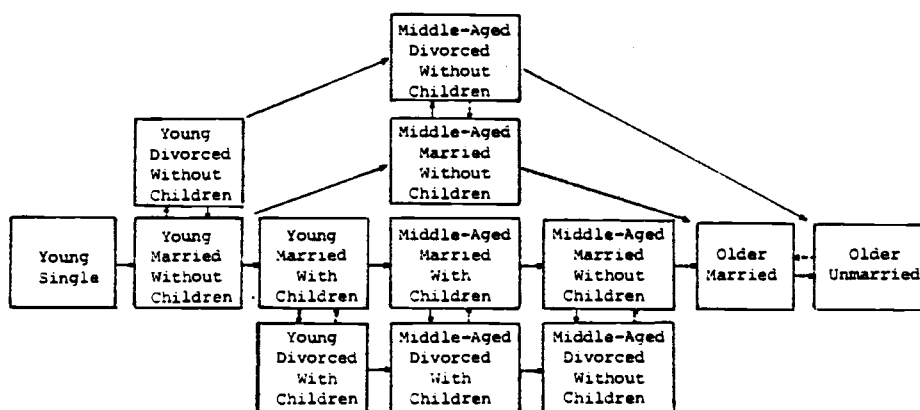 Middle-Aged
Divorced
Without
Children
Young
Divorced
Without
Children
Middle-Aged
Married
Without
Children
Young
Single
Young
Married
Without
Children
Young
Married
With
Children
Middle-Aged
Married
With
Children
Middle-Aged
Married
Without
Children
Older
Married
Older
Unmarried
Young
Divorced
With
Children
Middle-Aged
Divorced
With
Children
Middle-Aged
Divorced
Without
Children